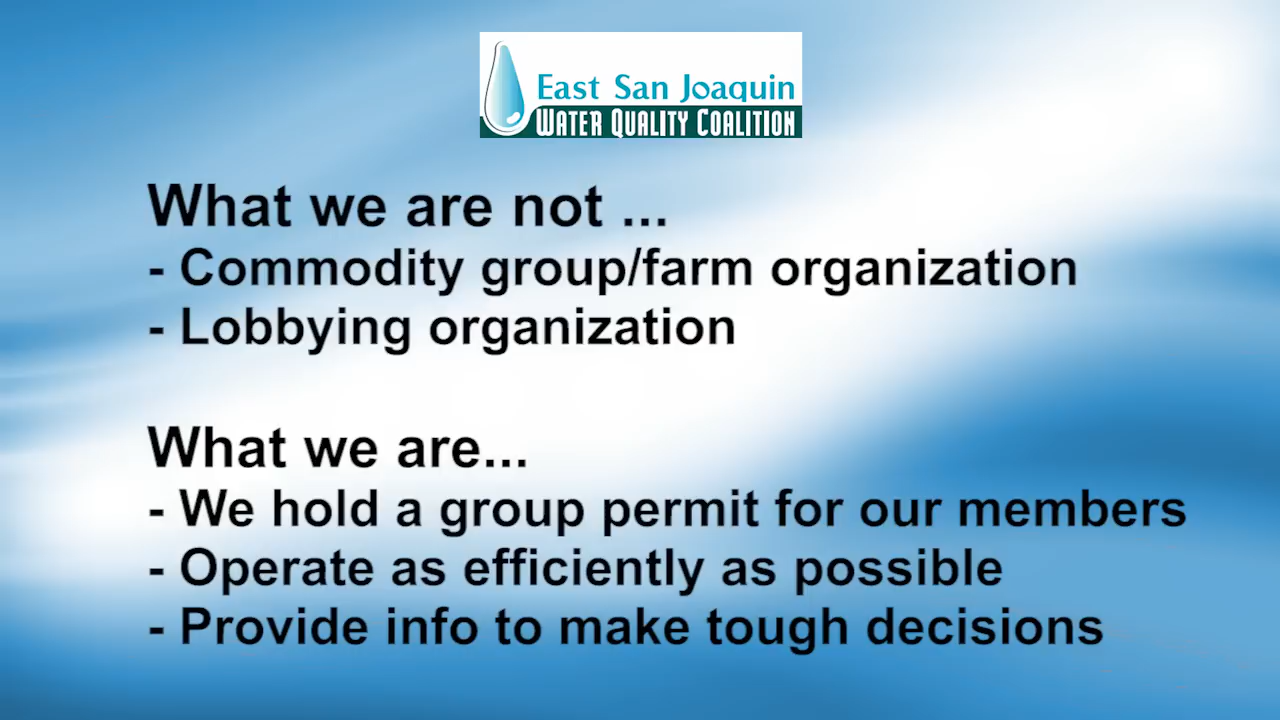 East San Joaquin
WATER QUALITY COALITION
What we are not ...
- Commodity group/farm organization
- Lobbying organization
What we are...
- We hold a group permit for our members
- Operate as efficiently as possible
- Provide info to make tough decisions